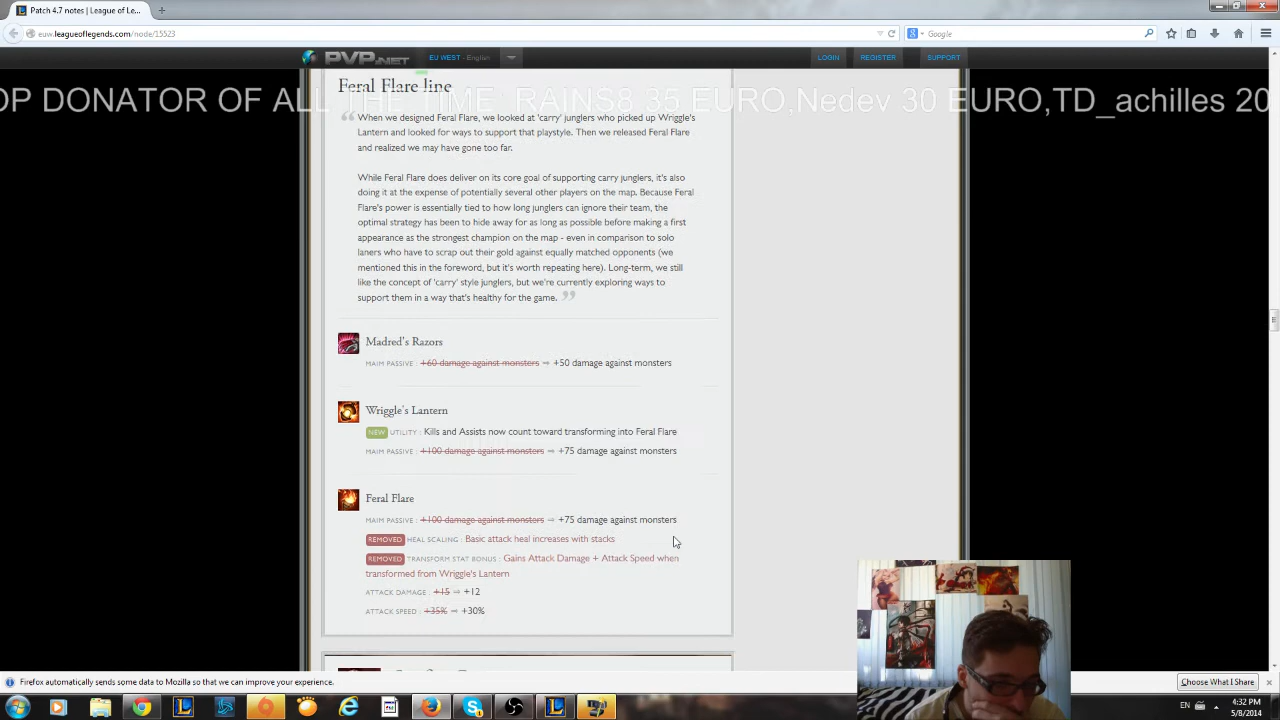 Patch 4.7 notes | League of Le...
euw.leagueoflegends.com/node/15523
Google
PVP.NET
EU WEST - English
LOGIN
REGISTER
SUPPORT
Feral Flare line
OP DONATOR OF ALL THE TIME RAINS8 35 EURO,Nedev 30 EURO,TD_achilles 20
When we designed Feral Flare, we looked at 'carry' junglers who picked up Wriggle's
Lantern and looked for ways to support that playstyle. Then we released Feral Flare
and realized we may have gone too far.
While Feral Flare does deliver on its core goal of supporting carry junglers, it's also
doing it at the expense of potentially several other players on the map. Because Feral
Flare's power is essentially tied to how long junglers can ignore their team, the
optimal strategy has been to hide away for as long as possible before making a first
appearance as the strongest champion on the map - even in comparison to solo
laners who have to scrap out their gold against equally matched opponents (we
mentioned this in the foreword, but it's worth repeating here). Long-term, we still
like the concept of 'carry' style junglers, but we're currently exploring ways to
support them in a way that's healthy for the game.
Madred's Razors
MAIM PASSIVE : +60 damage against monsters ⇒ +50 damage against monsters
Wriggle's Lantern
NEW UTILITY : Kills and Assists now count toward transforming into Feral Flare
MAIM PASSIVE : +100 damage against monsters ⇒ +75 damage against monsters
Feral Flare
MAIM PASSIVE : +100 damage against monsters ⇒ +75 damage against monsters
REMOVED HEAL SCALING : Basic attack heal increases with stacks
REMOVED TRANSFORM STAT BONUS : Gains Attack Damage + Attack Speed when
transformed from Wriggle's Lantern
ATTACK DAMAGE : +15 ⇒ +12
ATTACK SPEED : +35% ⇒ +30%
Firefox automatically sends some data to Mozilla so that we can improve your experience.
Choose What I Share
EN
4:32 PM
5/8/2014